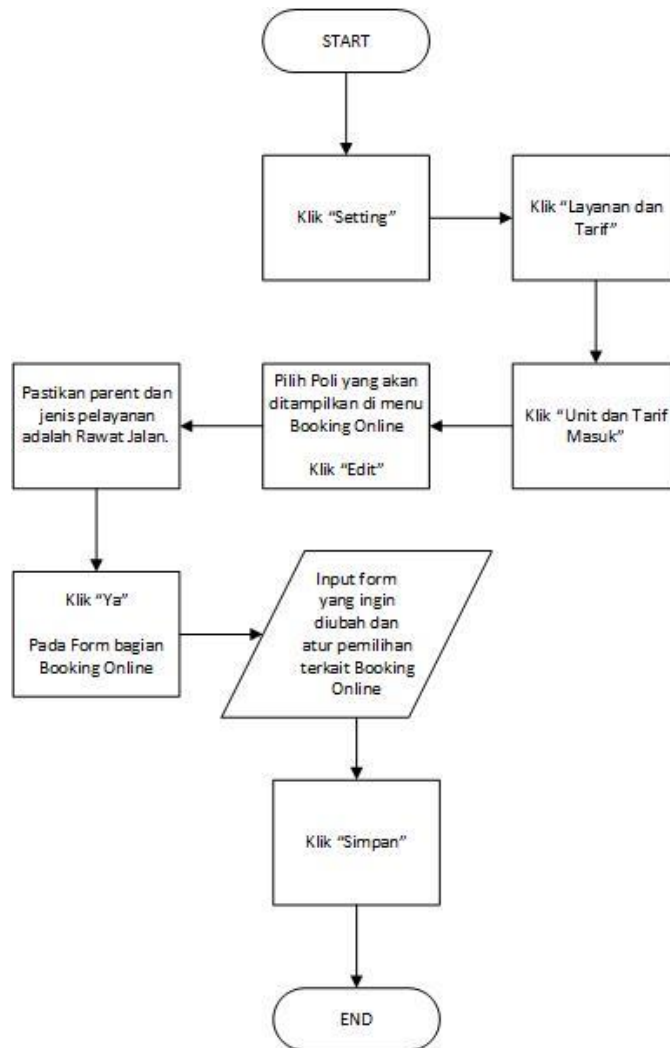 START
Klik “Setting”
Klik “Layanan dan
Tarif”
Klik “Unit dan Tarif
Masuk”
Pilih Poli yang akan
ditampilkan di menu
Booking Online
Klik “Edit”
Pastikan parent dan
jenis pelayanan
adalah Rawat Jalan.
Klik “Ya”
Pada Form bagian
Booking Online
Input form
yang ingin
diubah dan
atur pemilihan
terkait Booking
Online
Klik “Simpan”
END